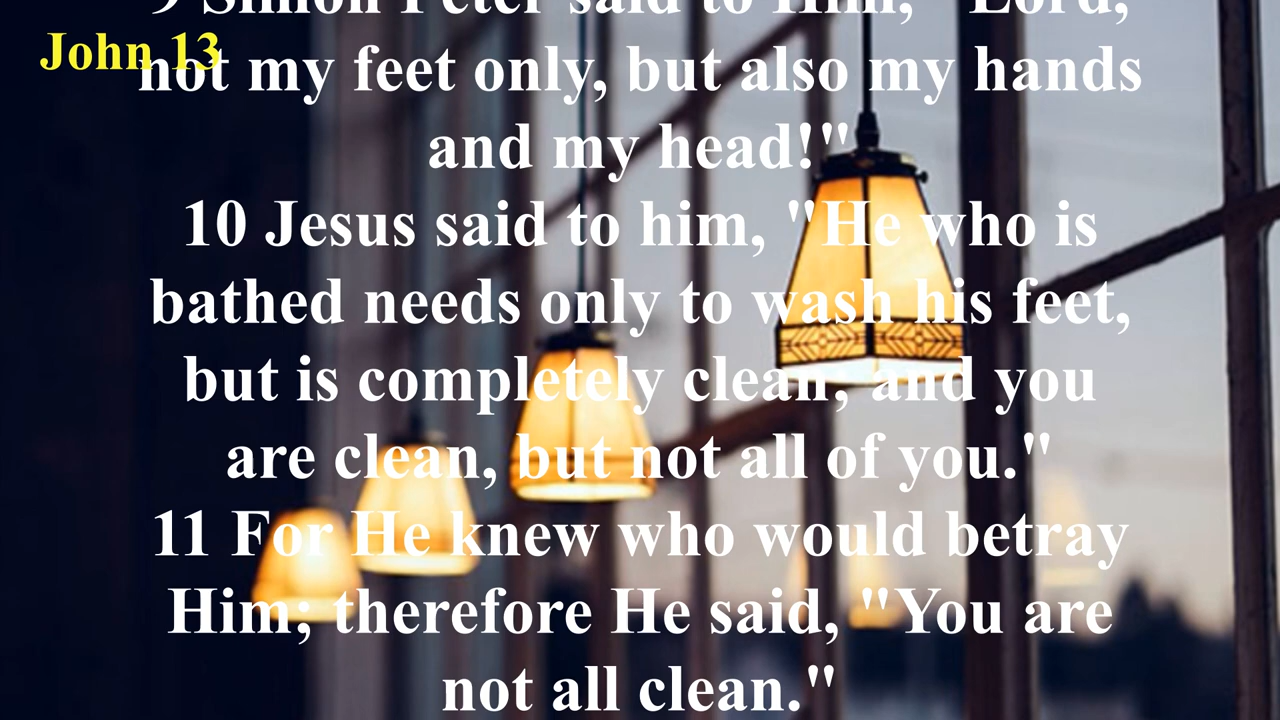 9 Simon Peter said to Him, "Lord,
John 13
not my feet only, but also my hands
and my head!"
10 Jesus said to him, "He who is
bathed needs only to wash his feet,
but is completely clean; and you
are clean, but not all of you."
11 For He knew who would betray
Him; therefore He said, "You are
not all clean."